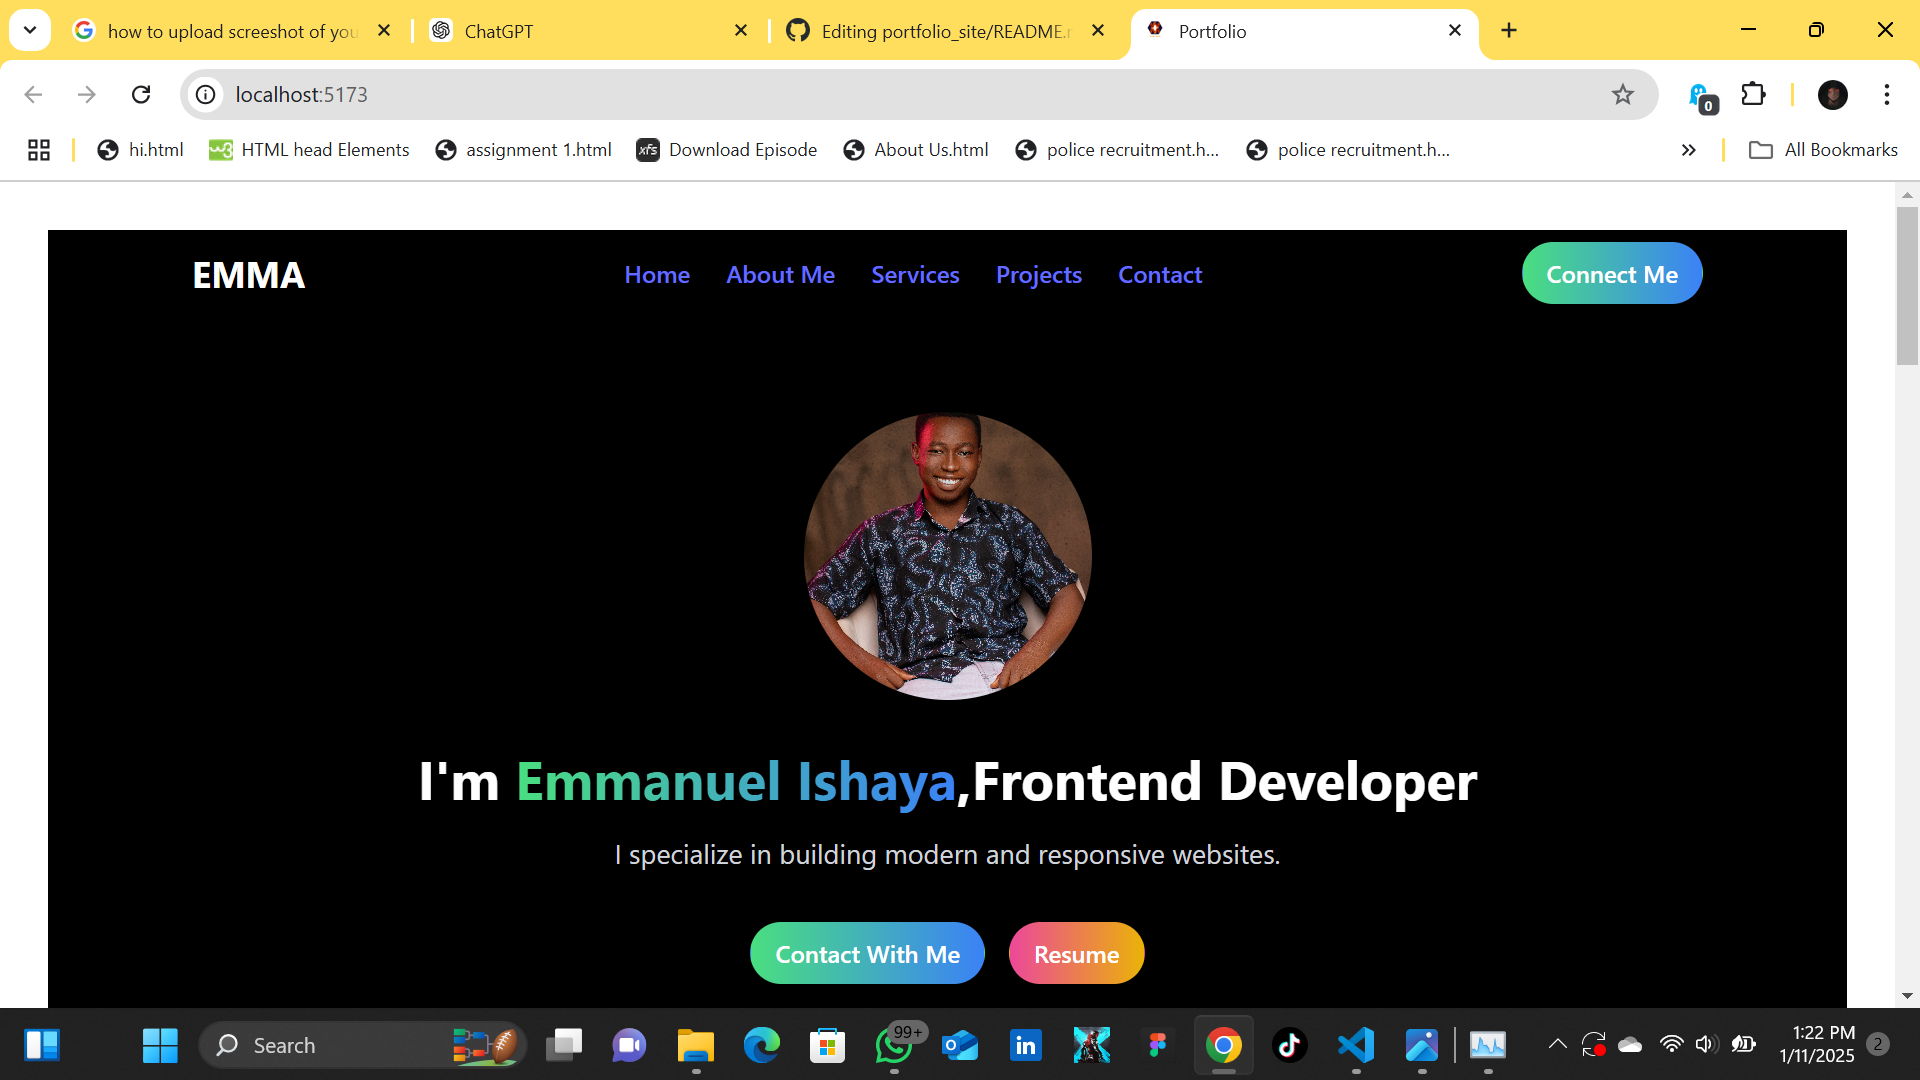 how to upload screeshot of you
ChatGPT
Editing portfolio_site/README.r
Portfolio
localhost:5173
0
hi.html
HTML head Elements
assignment 1.html
Download Episode
About Us.html
police recruitment.h...
police recruitment.h...
All Bookmarks
EMMA
Home
About Me
Services
Projects
Contact
Connect Me
I'm Emmanuel Ishaya,Frontend Developer
I specialize in building modern and responsive websites.
Contact With Me
Resume
Search
99+
1:22 PM
1/11/2025
2